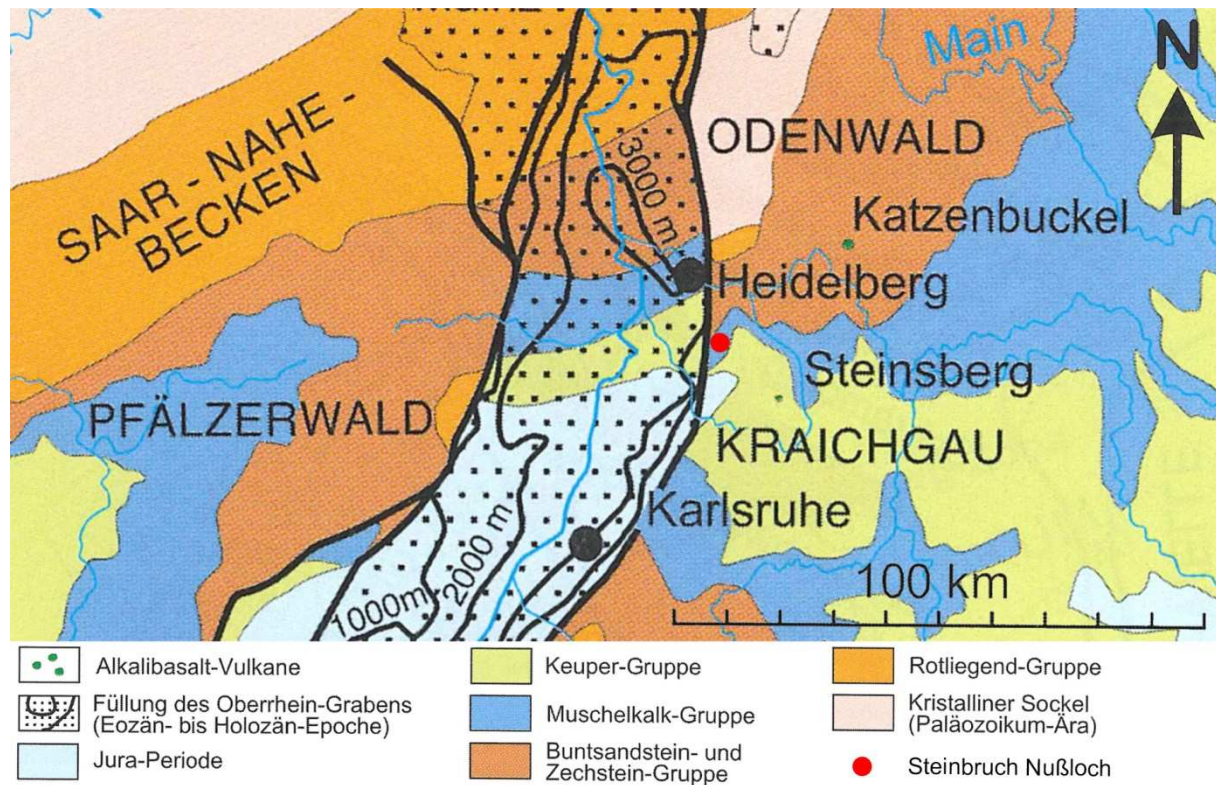 Main
N
ODENWALD
SAAR - NAHE -
BECKEN
3000 m
Katzenbuckel
Heidelberg
Steinsberg
PFÄLZERWALD
KRAICHGAU
Karlsruhe
2000 m
1000m
100 km
Alkalibasalt-Vulkane
Füllung des Oberrhein-Grabens
(Eozän- bis Holozän-Epoche)
Jura-Periode
Keuper-Gruppe
Muschelkalk-Gruppe
Buntsandstein- und
Zechstein-Gruppe
Rotliegend-Gruppe
Kristalliner Sockel
(Paläozoikum-Ära)
Steinbruch Nußloch